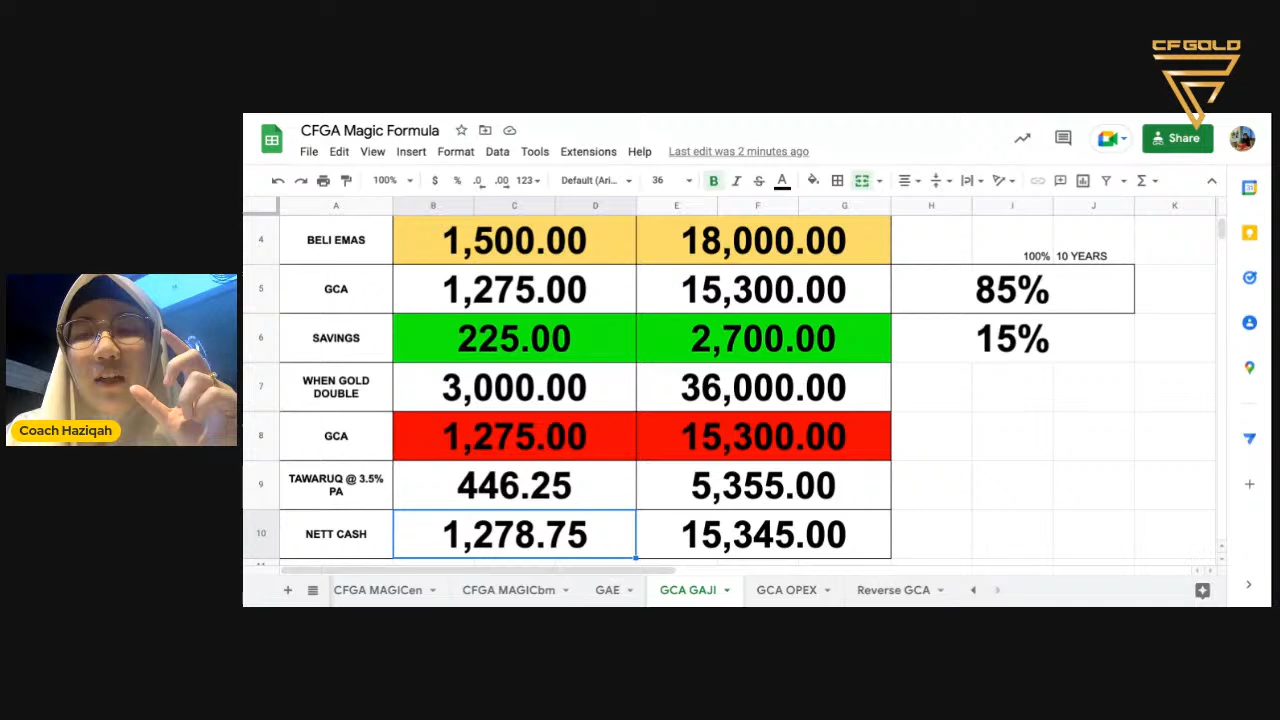 CF GOLD
CFGA Magic Formula
Share
File Edit View Insert Format Data Tools Extensions Help Last edit was 2 minutes ago
100% $ % .0 .00 123 Default (Ari... 36 B I S A
A B C D E F G H I J K
4 BELI EMAS 1,500.00 18,000.00 100% 10 YEARS
5 GCA 1,275.00 15,300.00 85%
6 SAVINGS 225.00 2,700.00 15%
7 WHEN GOLD DOUBLE 3,000.00 36,000.00
8 GCA 1,275.00 15,300.00
9 TAWARUQ @ 3.5% PA 446.25 5,355.00
10 NETT CASH 1,278.75 15,345.00
Coach Haziqah
CFGA MAGICen CFGA MAGICbm GAE GCA GAJI GCA OPEX Reverse GCA